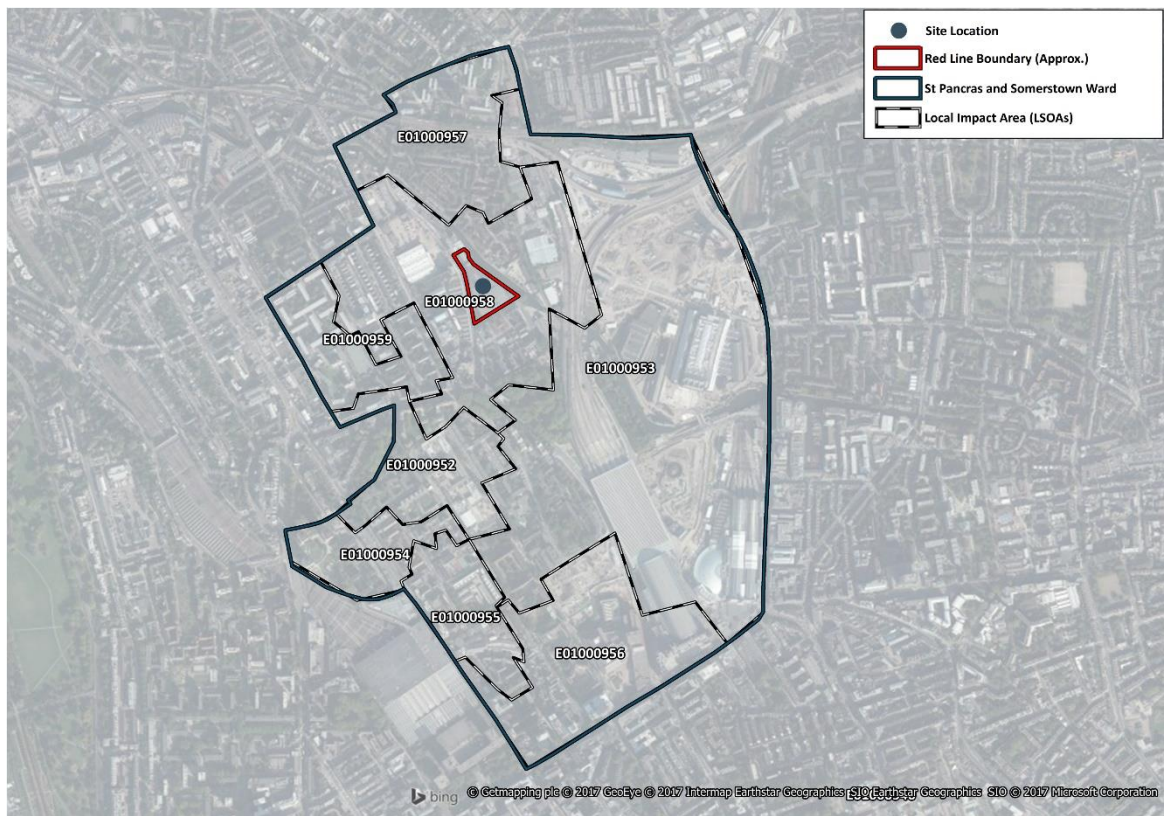 Site Location
Red Line Boundary (Approx.)
St Pancras and Somerstown Ward
Local Impact Area (LSOAs)
E01000957
E01000958
E01000959
E01000953
E01000952
E01000954
E01000955
E01000956
bing
© Getmapping plc © 2017 GeoEye © 2017 Intermap Earthstar Geographics SIO Earthstar Geographics SIO © 2017 Microsoft Corporation